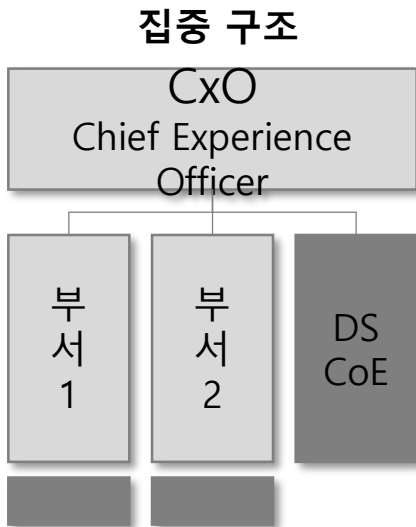 집중 구조
CxO
Chief Experience
Officer
부
서
1
부
서
2
DS
CoE